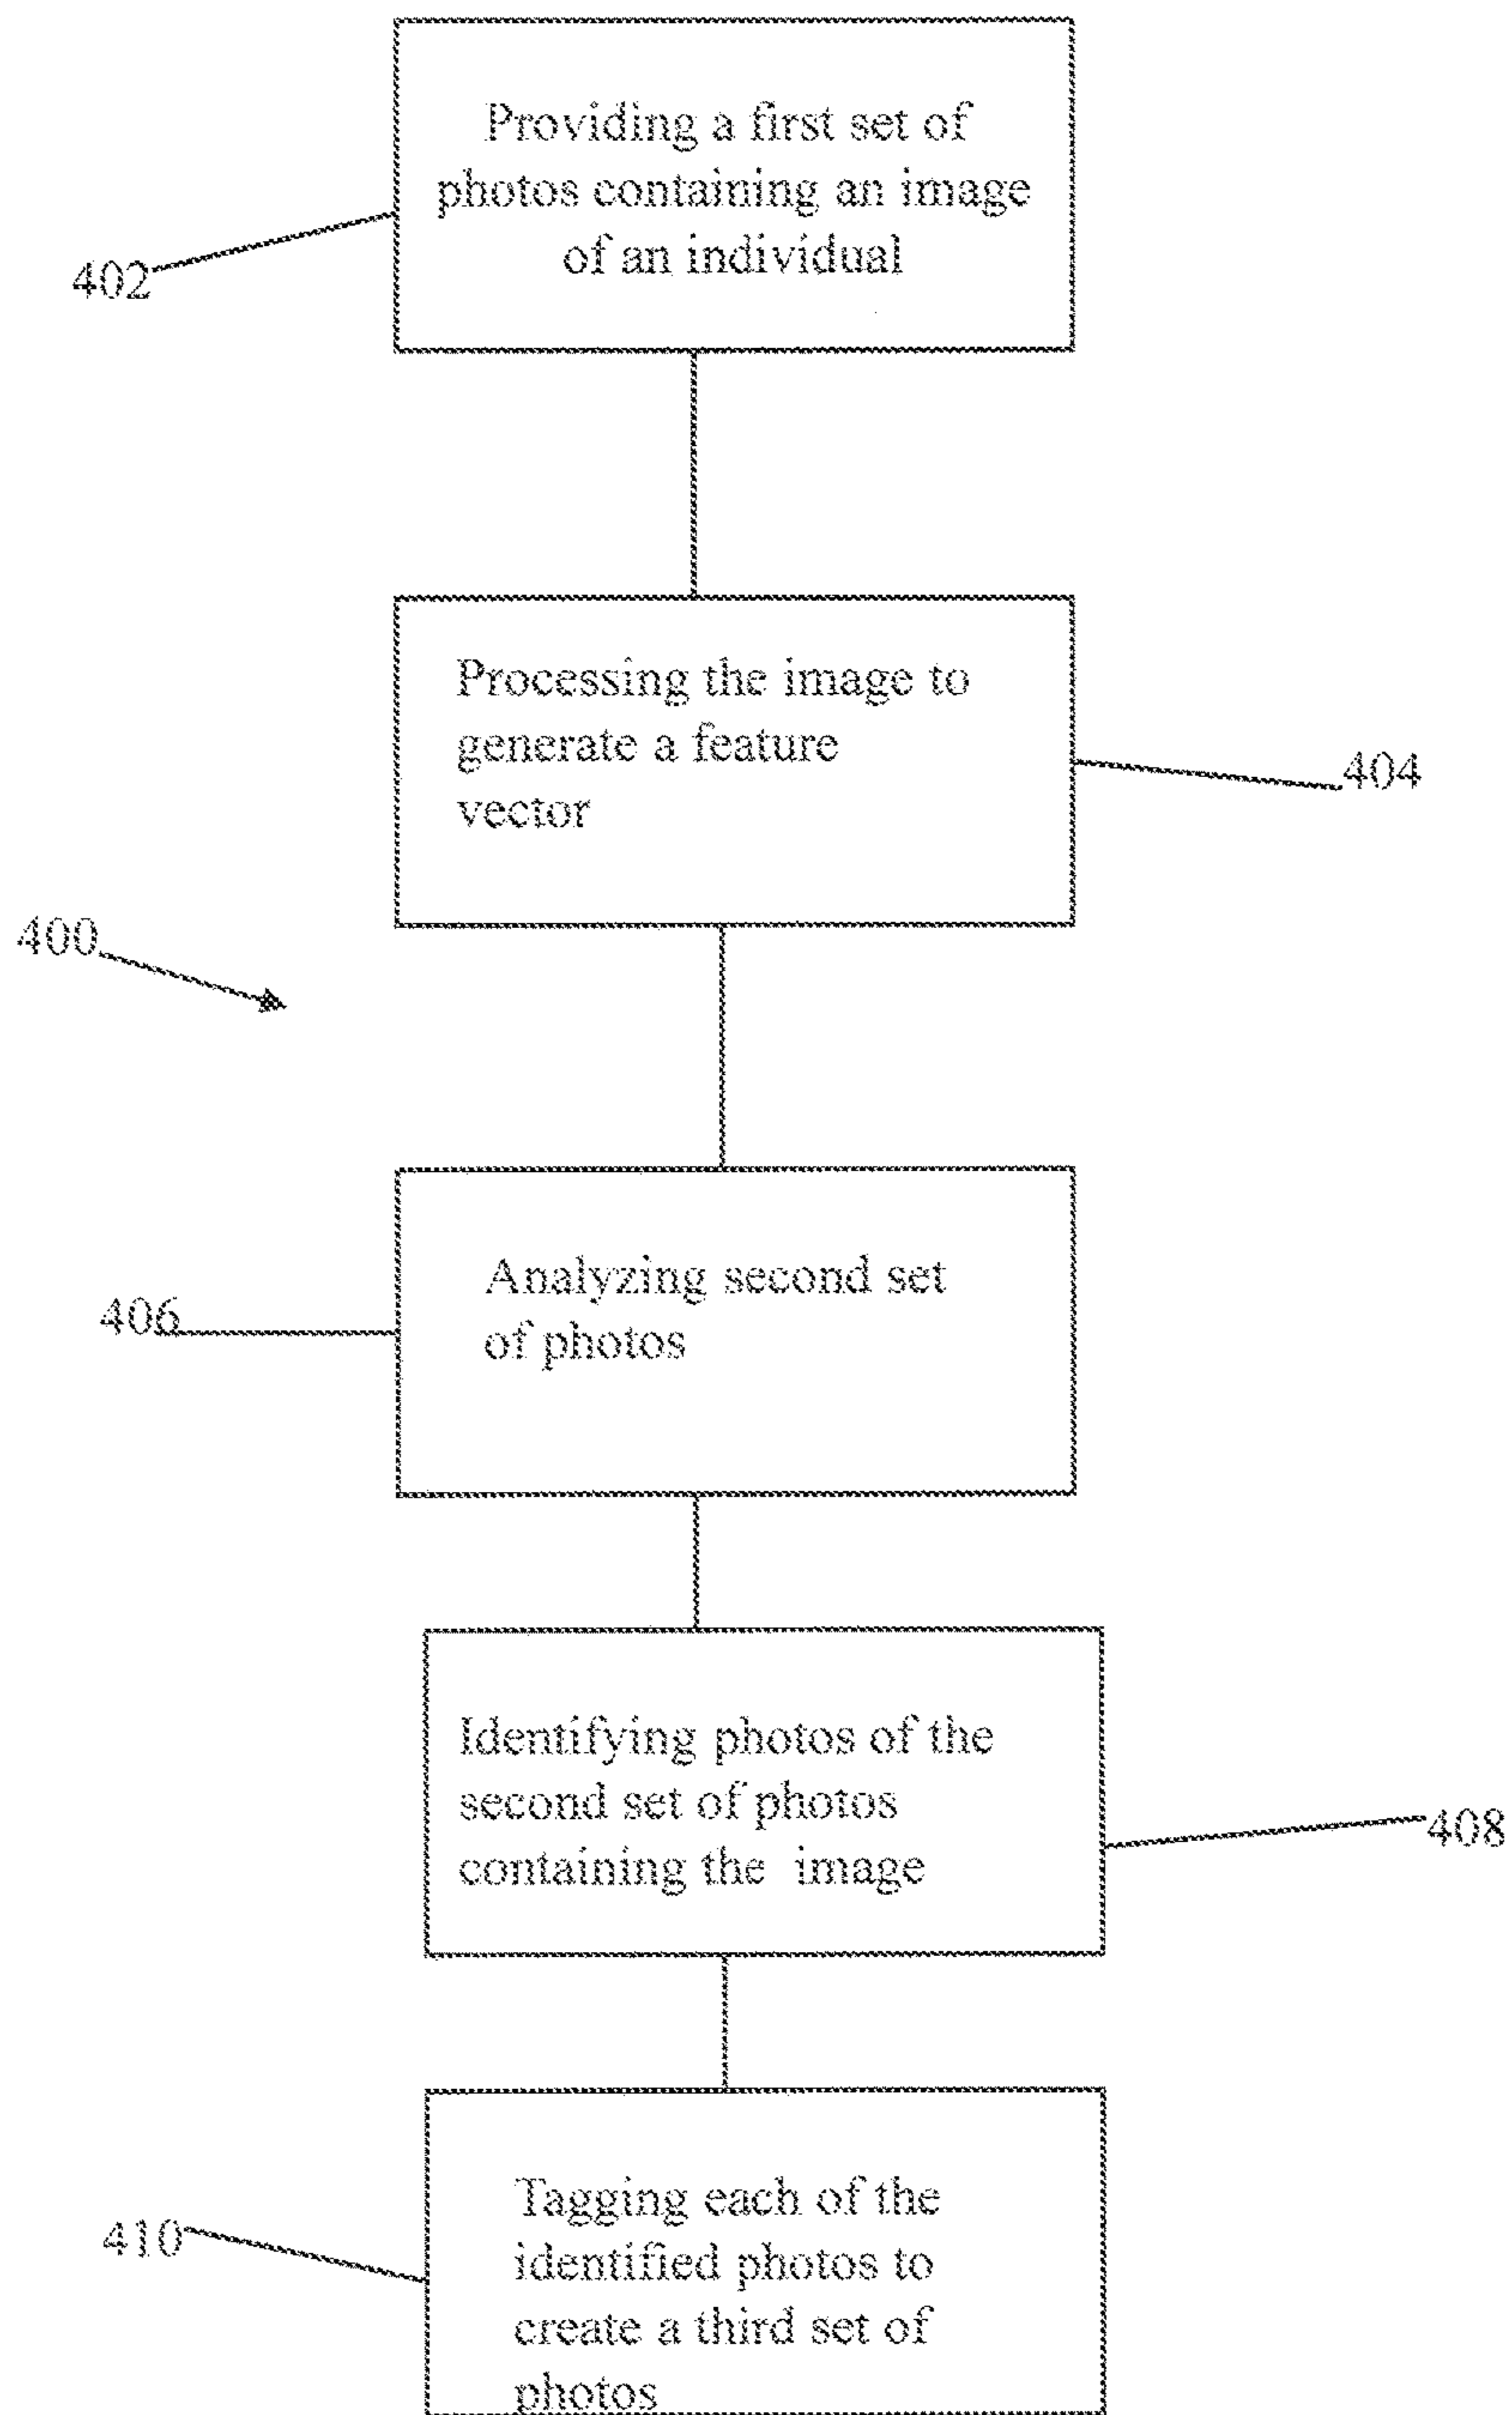 Providing a first set of
photos containing an image
of an individual
402
Processing the image to
generate a feature
vector
404
400
Analyzing second set
of photos
406
Identifying photos of the
second set of photos
containing the image
408
Tagging each of the
identified photos to
create a third set of
photos
410